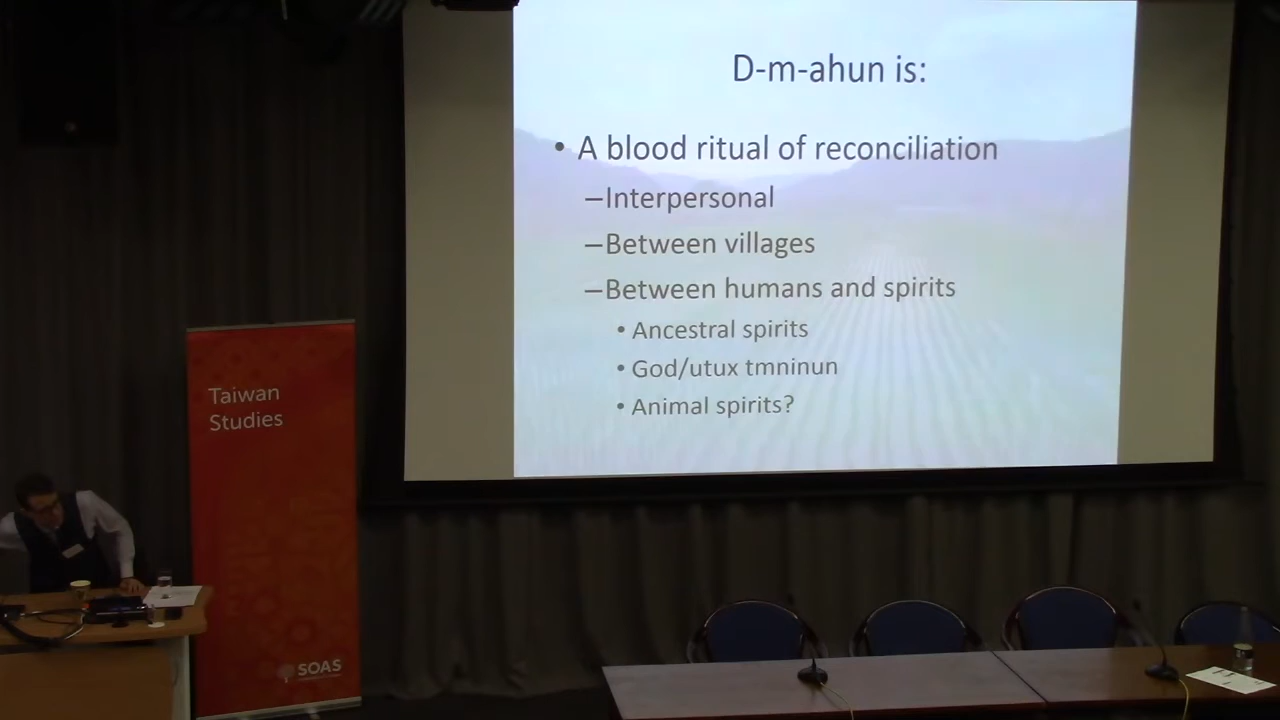 D-m-ahun is:
• A blood ritual of reconciliation
–Interpersonal
–Between villages
–Between humans and spirits
• Ancestral spirits
• God/utux tmninun
• Animal spirits?
Taiwan
Studies
SOAS